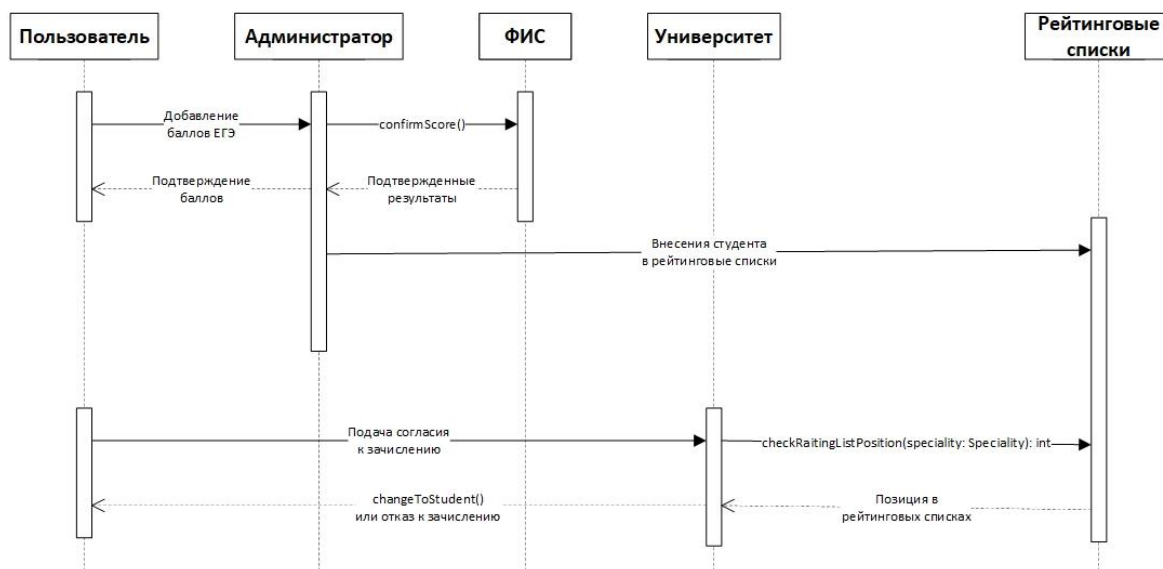 Пользователь
Администратор
ФИС
Университет
Рейтинговые
списки
Добавление
баллов ЕГЭ
confirmScore()
Подтверждение
баллов
Подтвержденные
результаты
Внесения студента
в рейтинговые списки
Подача согласия
к зачислению
checkRaitingListPosition(speciality: Speciality): int
changeToStudent()
или отказ к зачислению
Позиция в
рейтинговых списках